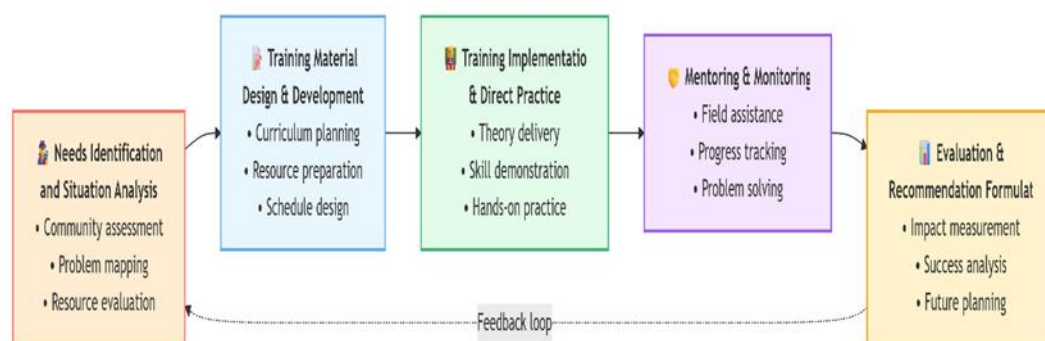 Needs Identification
and Situation Analysis
• Community assessment
• Problem mapping
• Resource evaluation
Training Material
Design & Development
• Curriculum planning
• Resource preparation
• Schedule design
Training Implementatio
& Direct Practice
• Theory delivery
• Skill demonstration
• Hands-on practice
Mentoring & Monitoring
• Field assistance
• Progress tracking
• Problem solving
Evaluation &
Recommendation Formulat
• Impact measurement
• Success analysis
• Future planning
Feedback loop